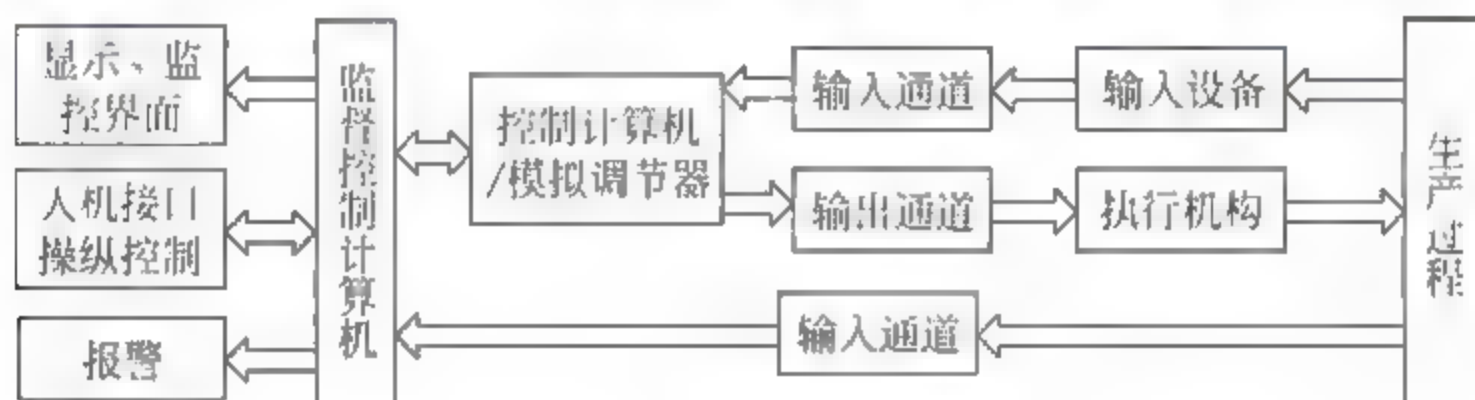 显示、监
控界面
人机接口
操纵控制
报警
监督控制计算机
控制计算机
/模拟调节器
输入通道
输入设备
输出通道
执行机构
输入通道
生产过程